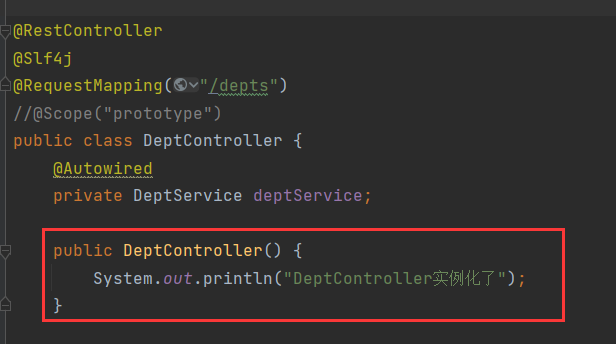 @RestController
@Slf4j
@RequestMapping("/depts")
//@Scope("prototype")
public class DeptController {
@Autowired
private DeptService deptService;
public DeptController() {
System.out.println("DeptController实例化了");
}